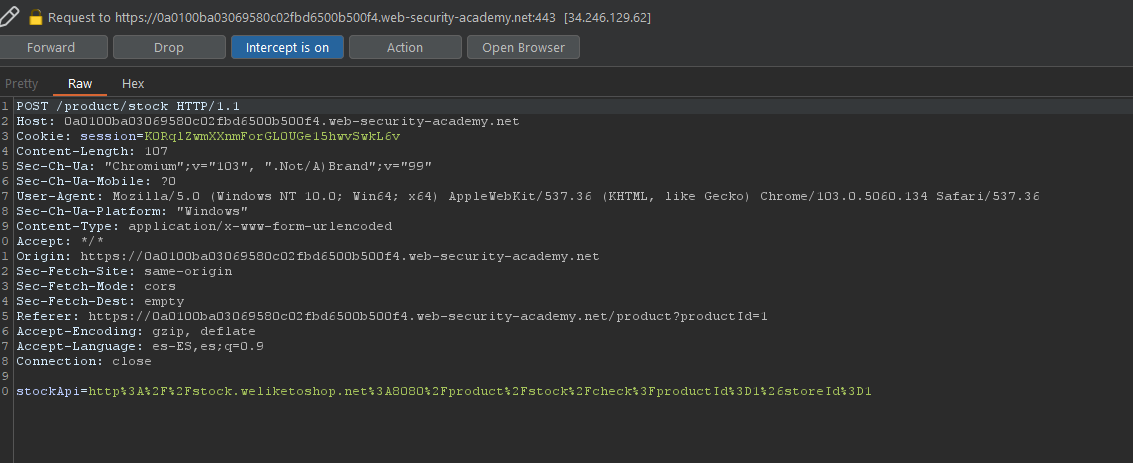 Request to https://0a0100ba03069580c02fbd6500b500f4.web-security-academy.net:443 [34.246.129.62]
Forward Drop Intercept is on Action Open Browser
Pretty Raw Hex
1 POST /product/stock HTTP/1.1
2 Host: 0a0100ba03069580c02fbd6500b500f4.web-security-academy.net
3 Cookie: session=KORqlZwmXXnmForGLOUGe15hwvSwkL6v
4 Content-Length: 107
5 Sec-Ch-Ua: "Chromium";v="103", ".Not/A)Brand";v="99"
6 Sec-Ch-Ua-Mobile: ?0
7 User-Agent: Mozilla/5.0 (Windows NT 10.0; Win64; x64) AppleWebKit/537.36 (KHTML, like Gecko) Chrome/103.0.5060.134 Safari/537.36
8 Sec-Ch-Ua-Platform: "Windows"
9 Content-Type: application/x-www-form-urlencoded
0 Accept: */*
1 Origin: https://0a0100ba03069580c02fbd6500b500f4.web-security-academy.net
2 Sec-Fetch-Site: same-origin
3 Sec-Fetch-Mode: cors
4 Sec-Fetch-Dest: empty
5 Referer: https://0a0100ba03069580c02fbd6500b500f4.web-security-academy.net/product?productId=1
6 Accept-Encoding: gzip, deflate
7 Accept-Language: es-ES,es;q=0.9
8 Connection: close
9
0 stockApi=http%3A%2F%2Fstock.weliketoshop.net%3A8080%2Fproduct%2Fstock%2Fcheck%3FproductId%3D1%26storeId%3D1